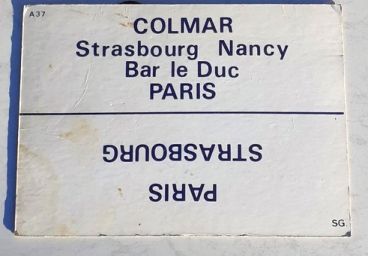 A37
COLMAR
Strasbourg Nancy
Bar le Duc
PARIS
STRASBOURG
PARIS
SG.